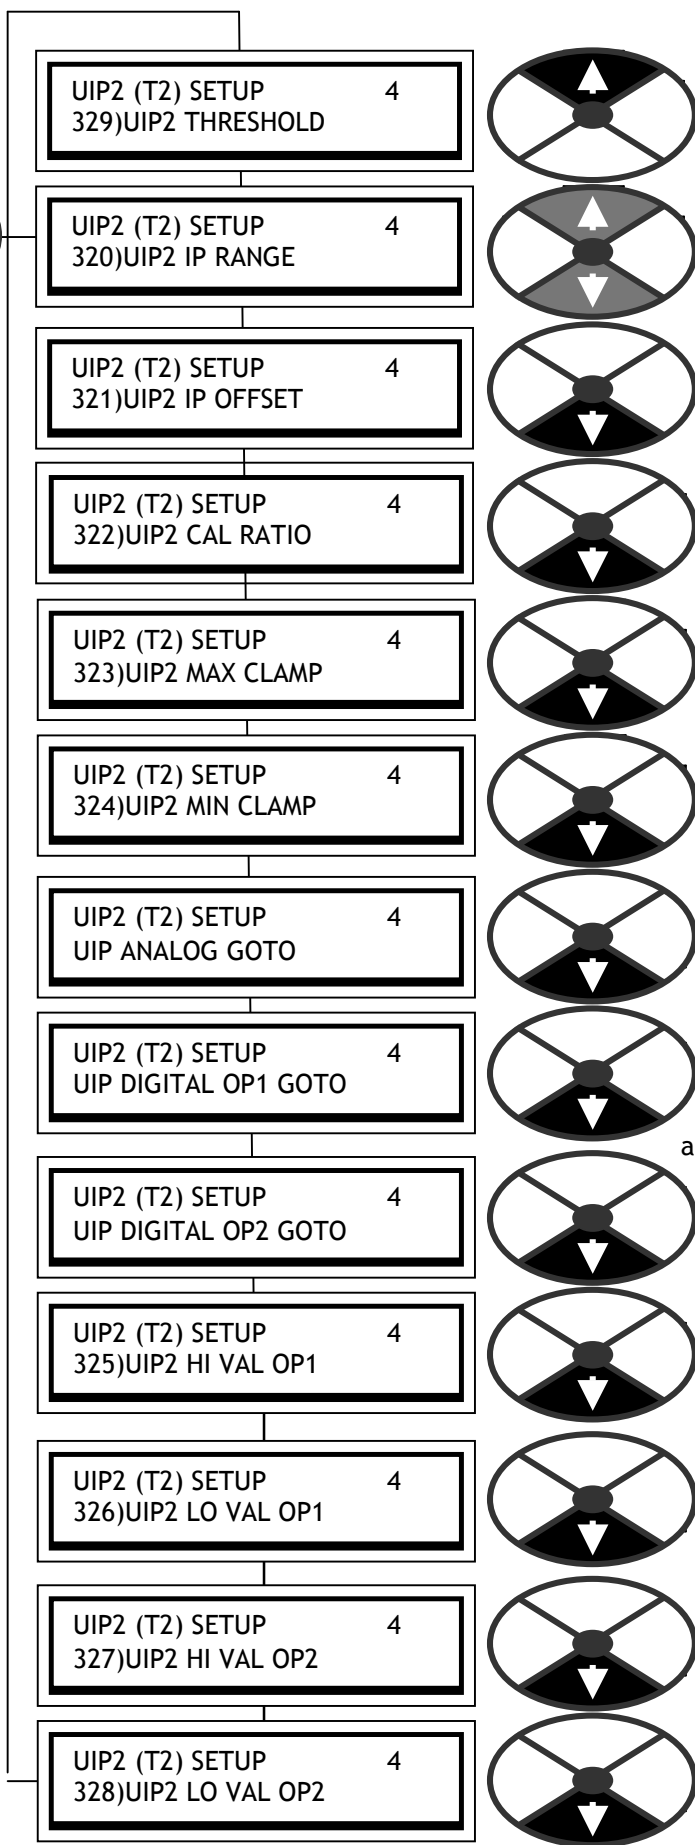 UIP2 (T2) SETUP 4
329)UIP2 THRESHOLD
UIP2 (T2) SETUP 4
320)UIP2 IP RANGE
UIP2 (T2) SETUP 4
321)UIP2 IP OFFSET
UIP2 (T2) SETUP 4
322)UIP2 CAL RATIO
UIP2 (T2) SETUP 4
323)UIP2 MAX CLAMP
UIP2 (T2) SETUP 4
324)UIP2 MIN CLAMP
UIP2 (T2) SETUP 4
UIP ANALOG GOTO
UIP2 (T2) SETUP 4
UIP DIGITAL OP1 GOTO
a
UIP2 (T2) SETUP 4
UIP DIGITAL OP2 GOTO
UIP2 (T2) SETUP 4
325)UIP2 HI VAL OP1
UIP2 (T2) SETUP 4
326)UIP2 LO VAL OP1
UIP2 (T2) SETUP 4
327)UIP2 HI VAL OP2
UIP2 (T2) SETUP 4
328)UIP2 LO VAL OP2